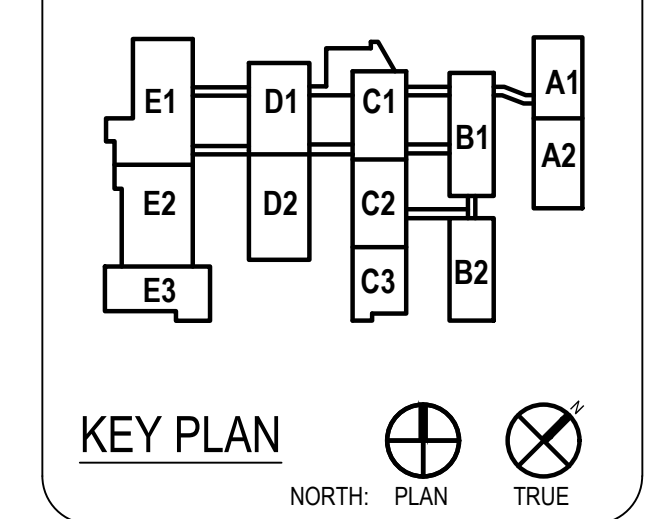 E1 D1 C1 B1 A1
A2
E2 D2 C2
E3 C3 B2
KEY PLAN
N
NORTH: PLAN TRUE